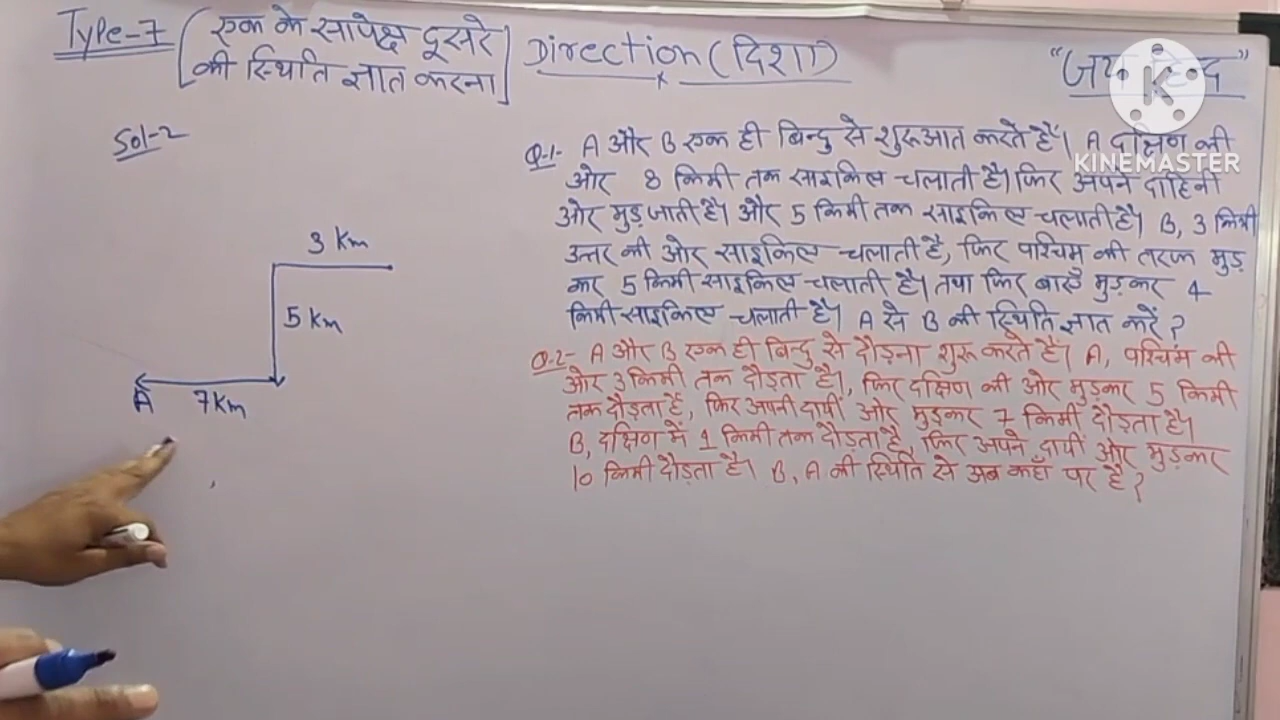 Type-7 (एक के सापेक्ष दूसरे
की स्थिति ज्ञात करना)
Direction (दिशा)
"जय
KINEMASTER
Sol-2
3 Km
5 Km
7Km
A
Q.1- A और B एक ही बिन्दु से शुरूआत करते हैं। A दक्षिण की
ओर 8 किमी तक साइकिल चलाती है। फिर अपने दाहिनी
ओर मुड़ जाती है। और 5 किमी तक साइकिल चलाती है। B, 3 किमी
उत्तर की ओर साइकिल चलाती है, फिर पश्चिम की तरफ मुड़
कर 5 किमी साइकिल चलाती है। तथा फिर बाएँ मुड़कर 4
किमी साइकिल चलाती है। A से B की स्थिति ज्ञात करें?
Q.2- A और B एक ही बिन्दु से दौड़ना शुरू करते हैं। A, पश्चिम की
ओर 3 किमी तक दौड़ता है, फिर दक्षिण की ओर मुड़कर 5 किमी
तक दौड़ता है, फिर अपनी दायीं ओर मुड़कर 7 किमी दौड़ता है।
B, दक्षिण में 1 किमी तक दौड़ता है, फिर अपने दायीं ओर मुड़कर
10 किमी दौड़ता है। B, A की स्थिति से अब कहाँ पर है?